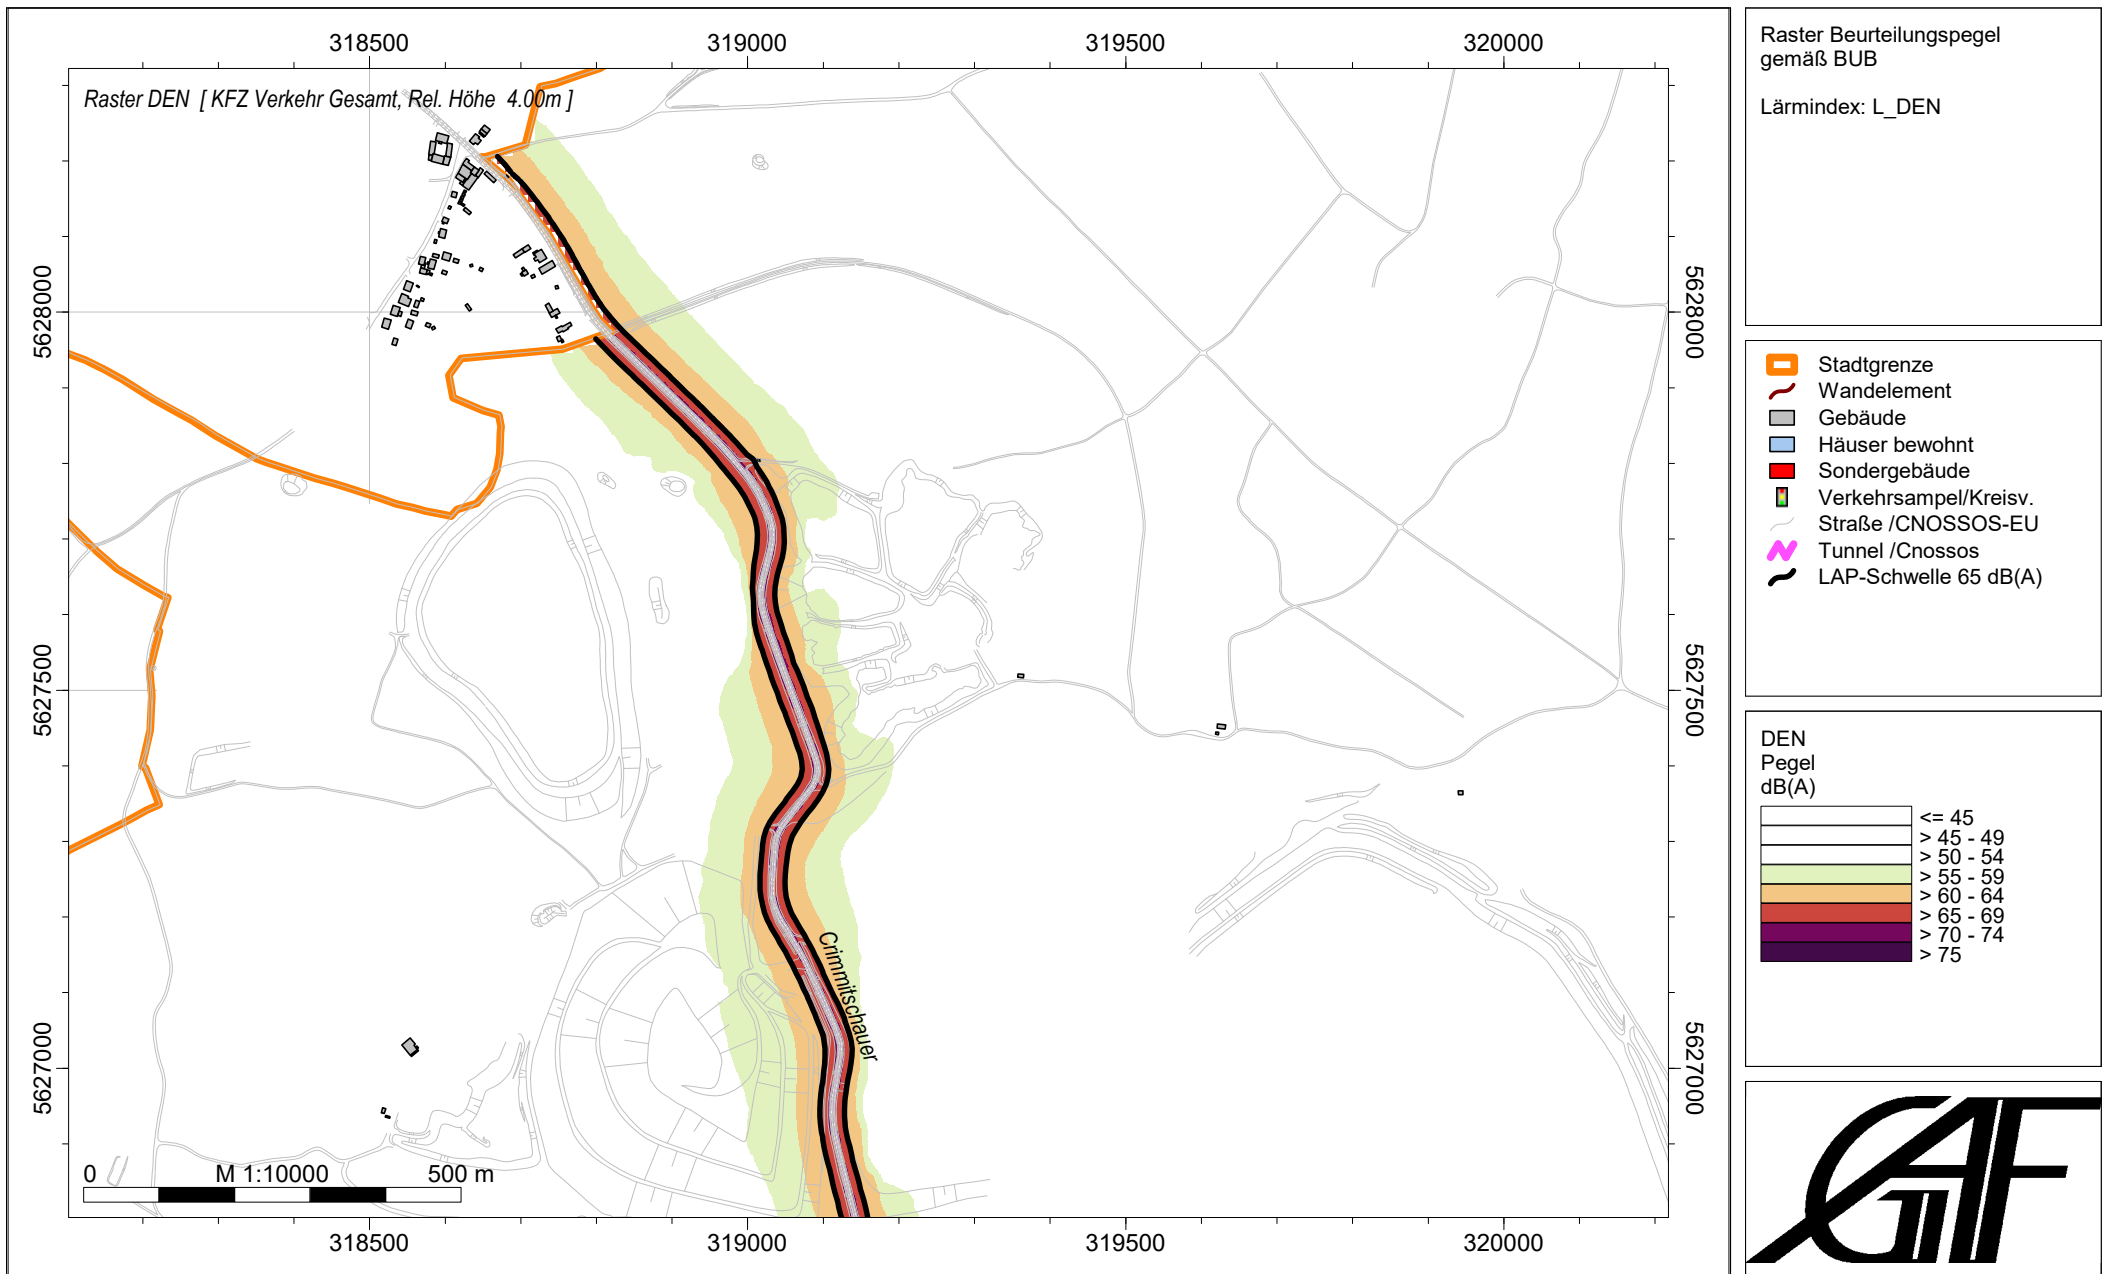 318500 319000 319500 320000
Raster DEN [ KFZ Verkehr Gesamt, Rel. Höhe 4.00m ]
5628000
5627500
5627000
5628000
5627500
5627000
Crimmitschauer
0 M 1:10000 500 m
318500 319000 319500 320000
Raster Beurteilungspegel
gemäß BUB
Lärmindex: L_DEN
Stadtgrenze
Wandelement
Gebäude
Häuser bewohnt
Sondergebäude
Verkehrsampel/Kreisv.
Straße /CNOSSOS-EU
Tunnel /Cnossos
LAP-Schwelle 65 dB(A)
DEN
Pegel
dB(A)
<= 45
> 45 - 49
> 50 - 54
> 55 - 59
> 60 - 64
> 65 - 69
> 70 - 74
> 75
GAF